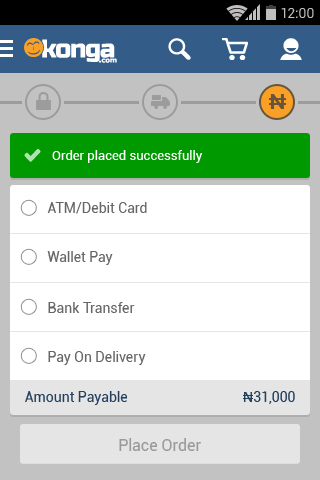 12:00
konga
.com
₦
Order placed successfully
ATM/Debit Card
Wallet Pay
Bank Transfer
Pay On Delivery
Amount Payable ₦31,000
Place Order